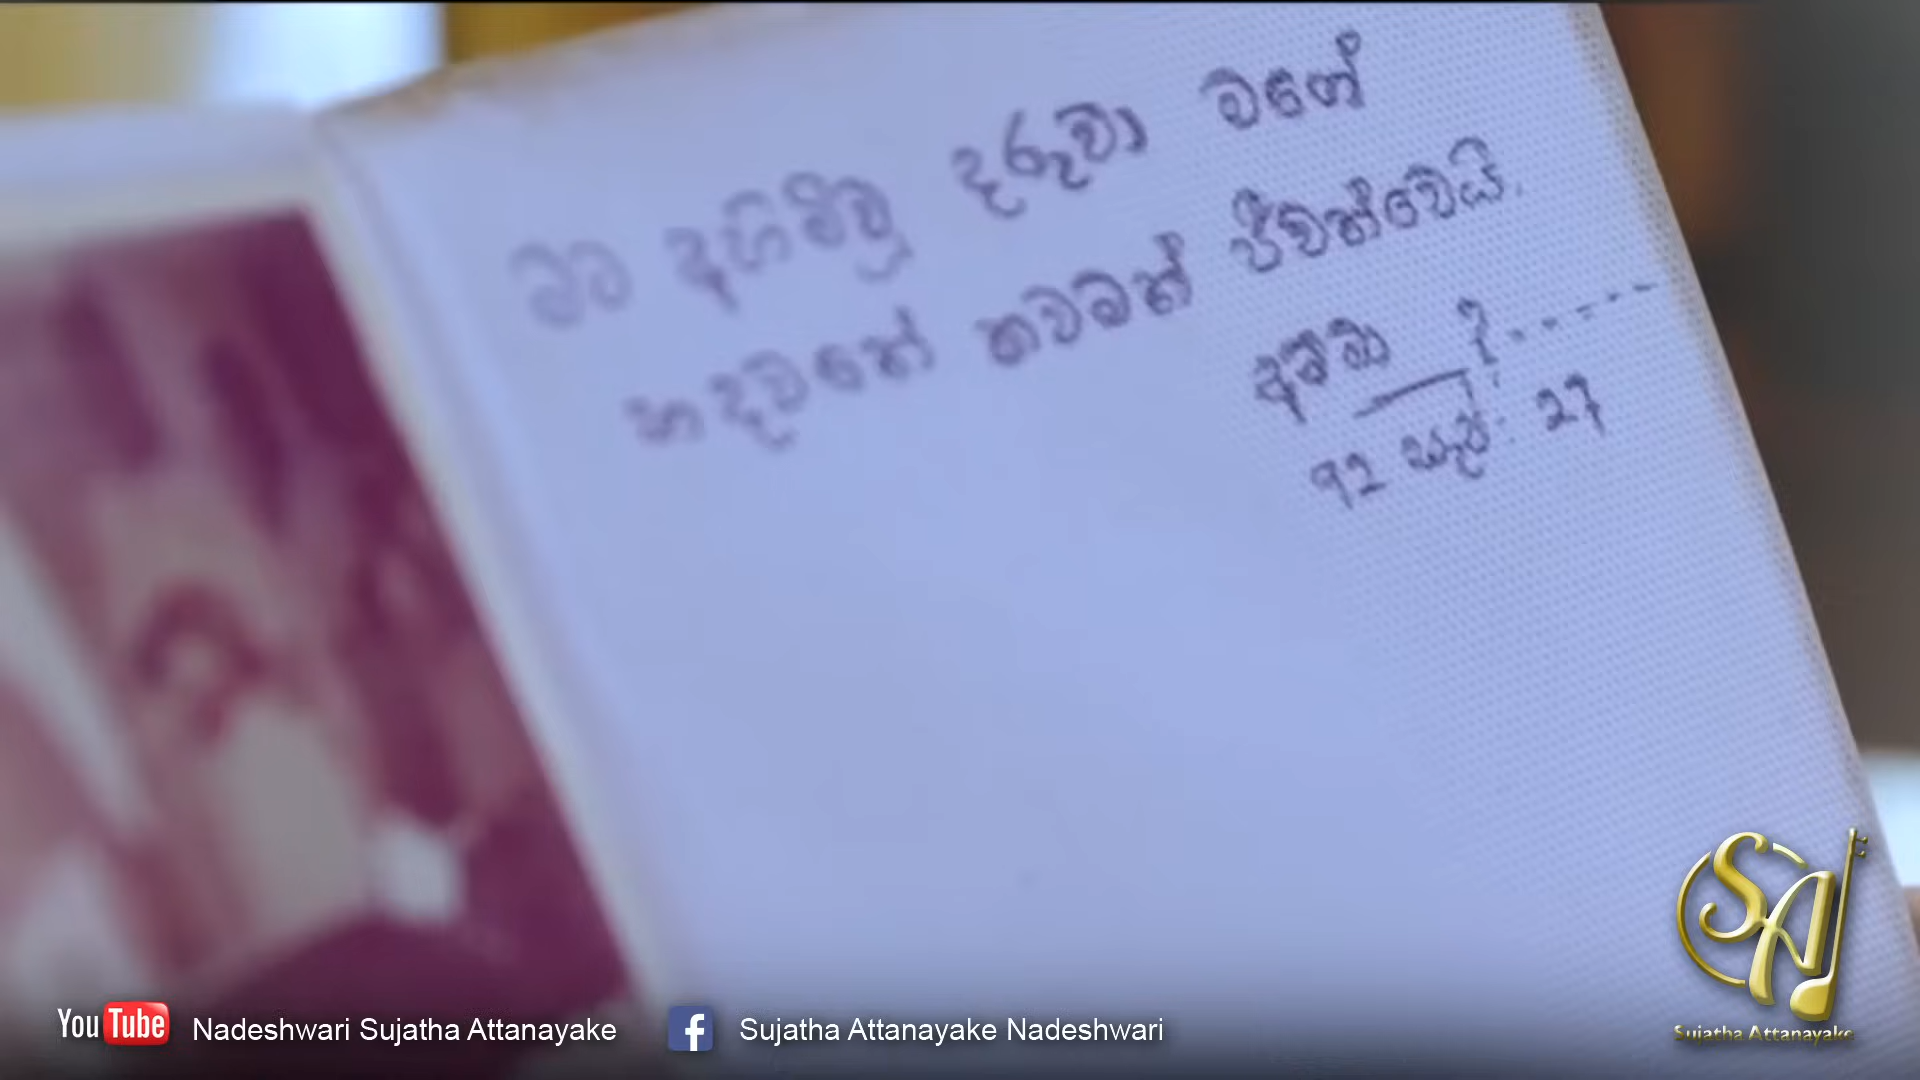 මට අහිමිවූ දරුවා මගේ
හදවතේ තවමත් ජීවත්වෙයි.
අම්මා ?......
92 සැප්: 27
YouTube Nadeshwari Sujatha Attanayake
f Sujatha Attanayake Nadeshwari
SA
Sujatha Attanayake